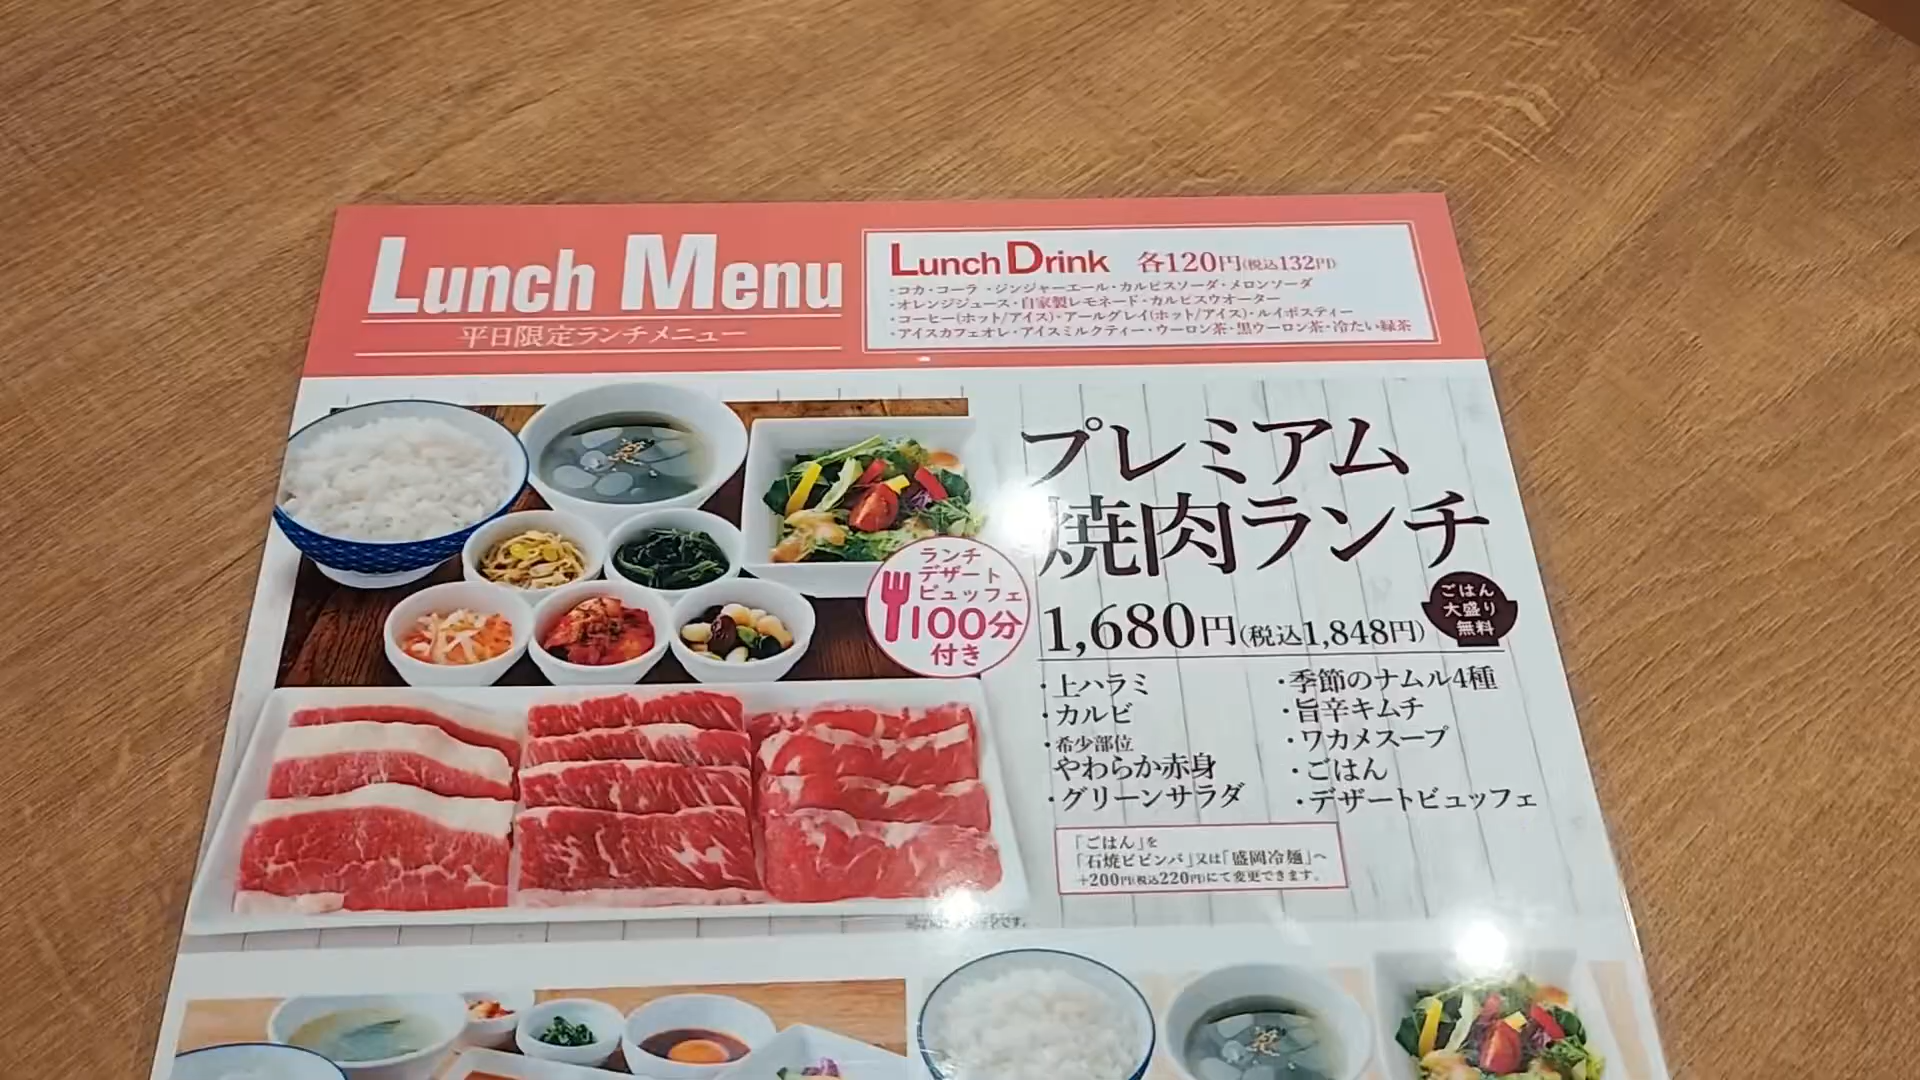 Lunch Menu
平日限定ランチメニュー
Lunch Drink 各120円(税込132円)
・コカ・コーラ ・ジンジャーエール・カルピスソーダ・メロンソーダ
・オレンジジュース・自家製レモネード・カルピスウオーター
・コーヒー(ホット/アイス)・アールグレイ(ホット/アイス)・ルイボスティー
・アイスカフェオレ・アイスミルクティー・ウーロン茶・黒ウーロン茶・冷たい緑茶
プレミアム
焼肉ランチ
ランチ
デザート
ビュッフェ
100分
付き
1,680円(税込1,848円)
ごはん
大盛り
無料
・上ハラミ
・カルビ
・希少部位
やわらか赤身
・グリーンサラダ
・季節のナムル4種
・旨辛キムチ
・ワカメスープ
・ごはん
・デザートビュッフェ
「ごはん」を
「石焼ビビンバ」又は「盛岡冷麺」へ
+200円(税込220円)にて変更できます。